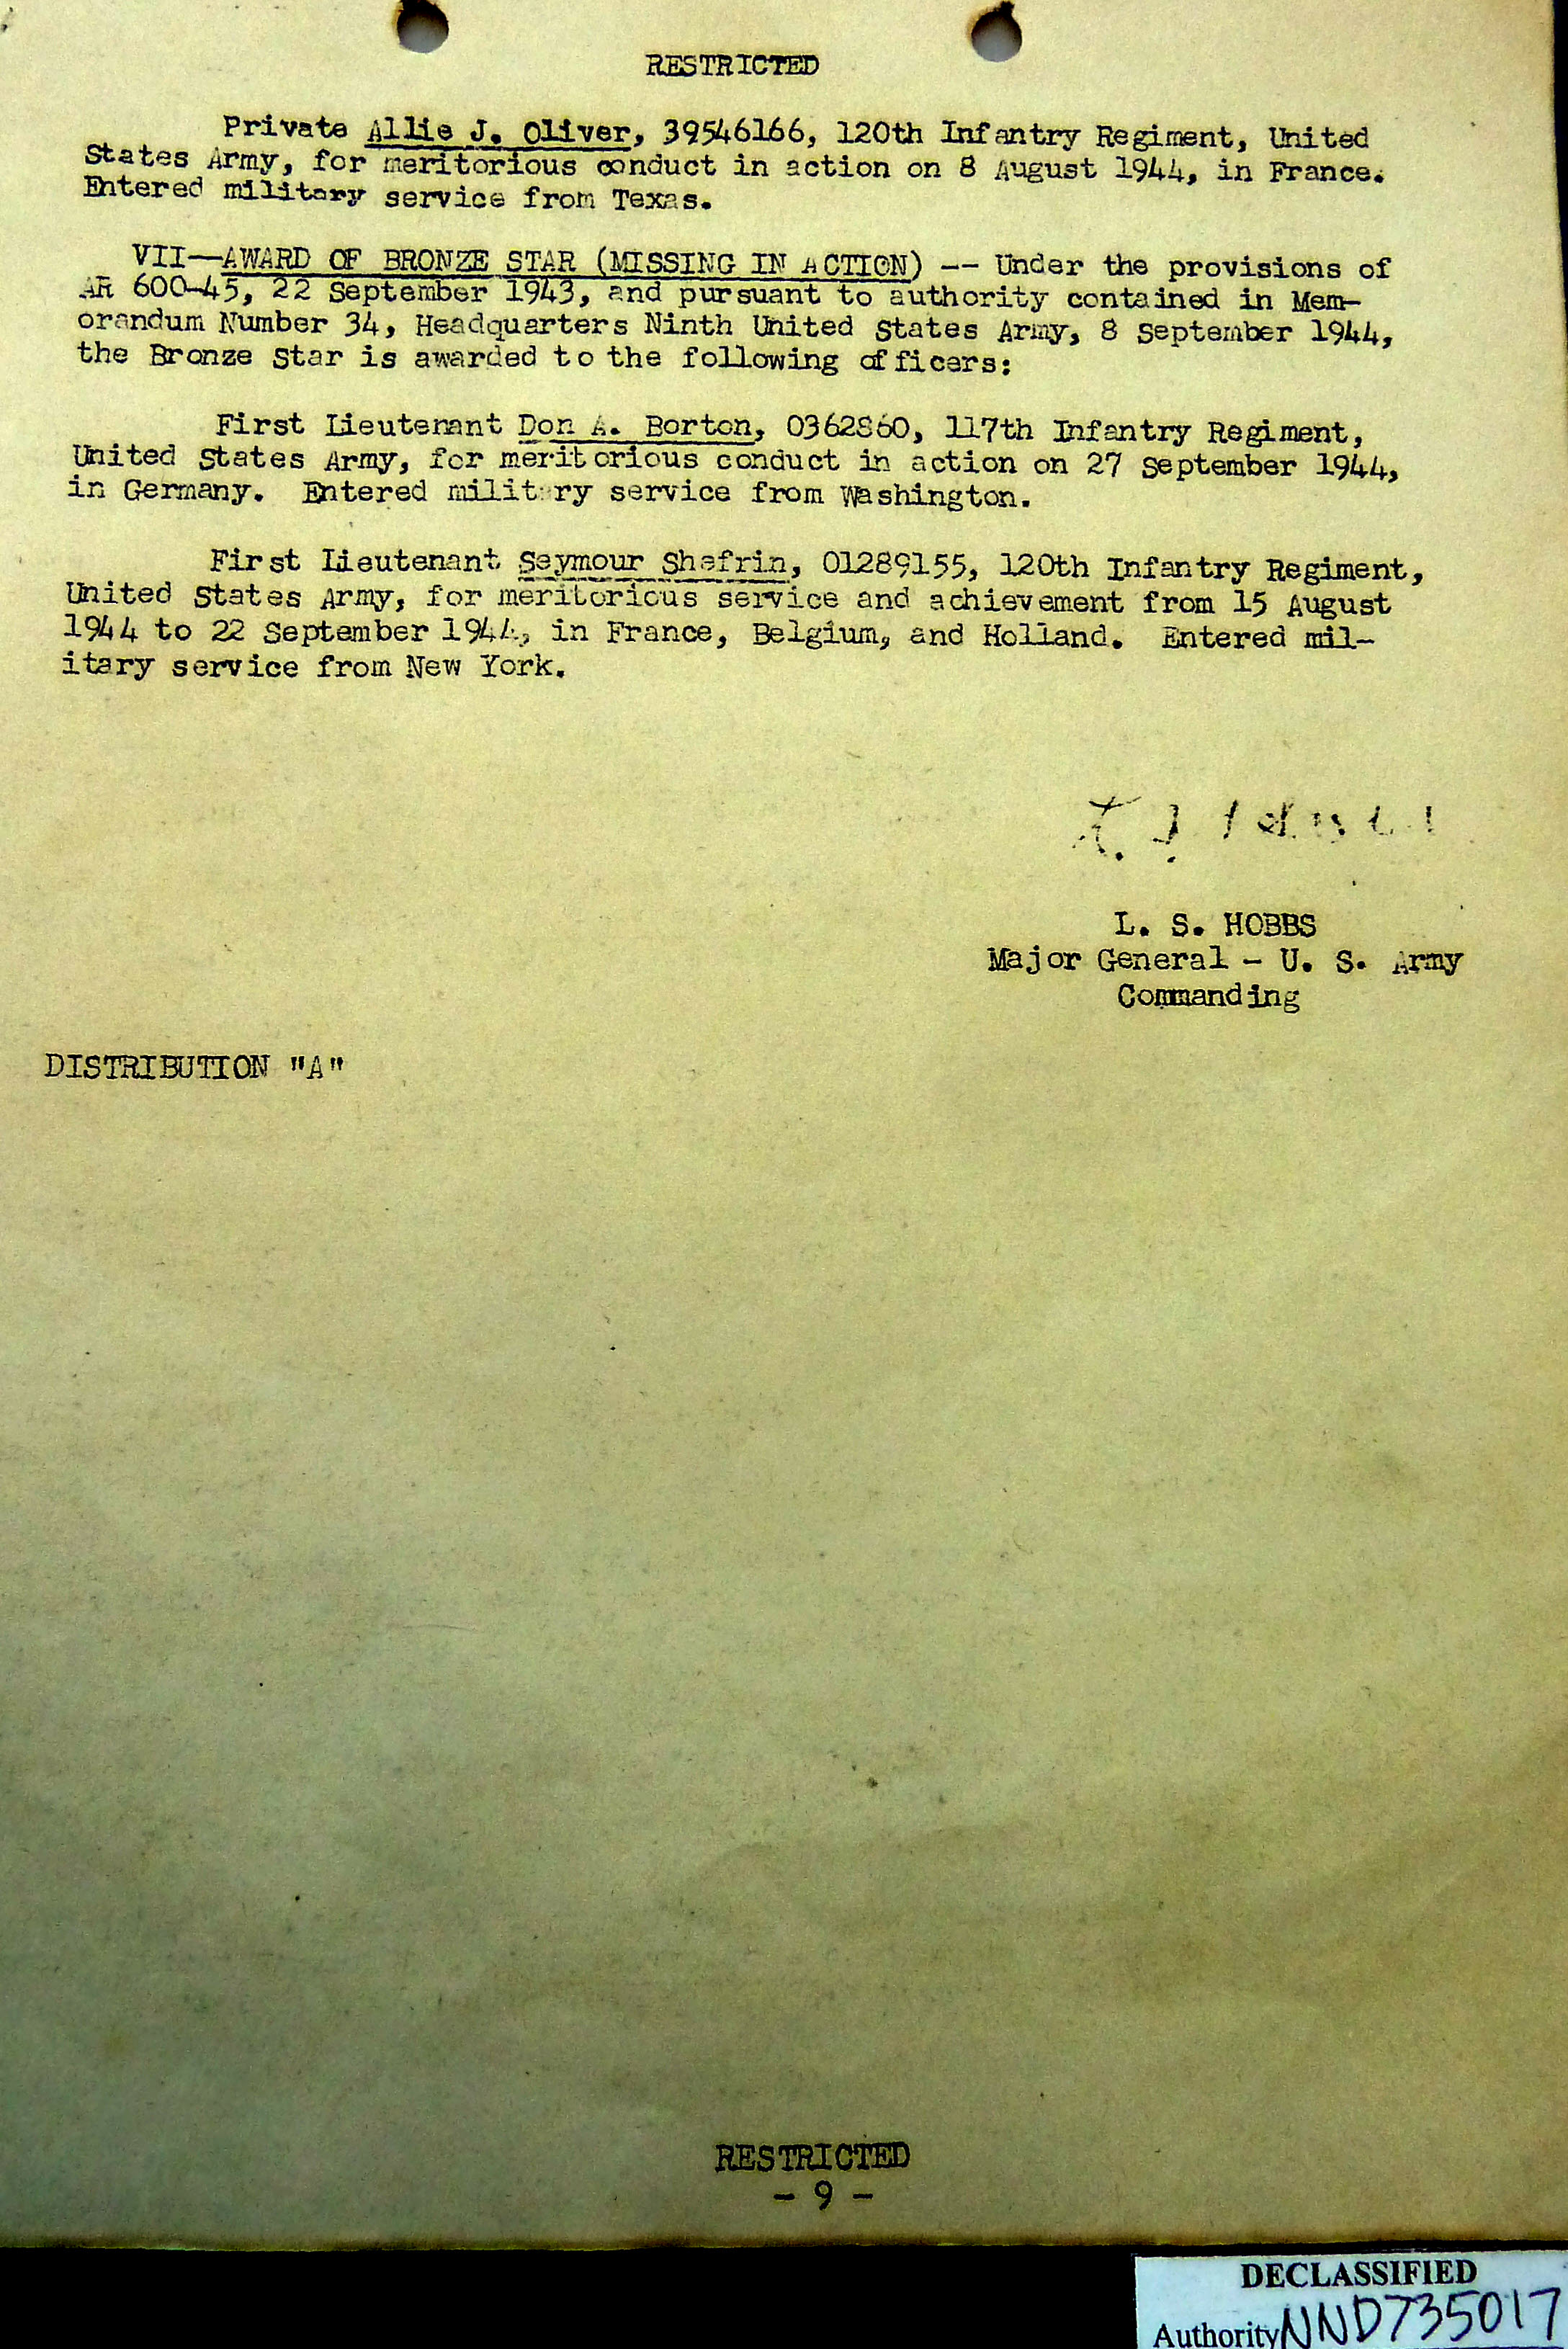 RESTRICTED
Private Allie J. Oliver, 39546166, 120th Infantry Regiment, United
States Army, for meritorious conduct in action on 8 August 1944, in France.
Entered military service from Texas.
VII—AWARD OF BRONZE STAR (MISSING IN ACTION) -- Under the provisions of
AR 600-45, 22 September 1943, and pursuant to authority contained in Mem-
orandum Number 34, Headquarters Ninth United States Army, 8 September 1944,
the Bronze Star is awarded to the following officers:
First Lieutenant Don A. Borton, 0362860, 117th Infantry Regiment,
United States Army, for meritorious conduct in action on 27 September 1944,
in Germany. Entered military service from Washington.
First Lieutenant Seymour Shefrin, 01289155, 120th Infantry Regiment,
United States Army, for meritorious service and achievement from 15 August
1944 to 22 September 1944, in France, Belgium, and Holland. Entered mil-
itary service from New York.
L. S. HOBBS
Major General - U. S. Army
Commanding
DISTRIBUTION "A"
RESTRICTED
- 9 -
DECLASSIFIED
Authority NND735017